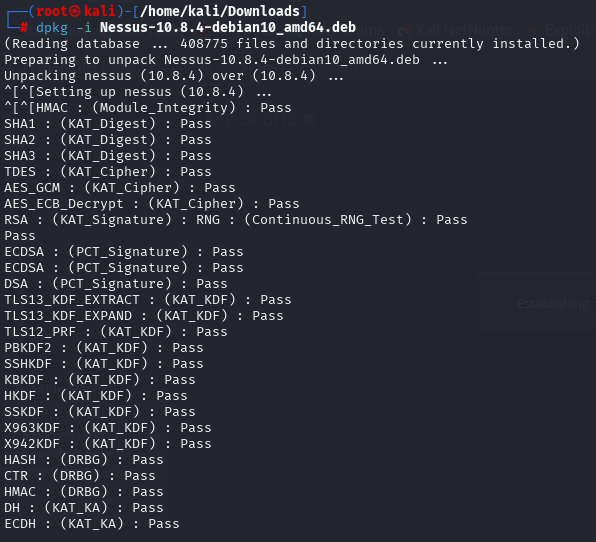 ┌──(root㉿kali)-[/home/kali/Downloads]
└─# dpkg -i Nessus-10.8.4-debian10_amd64.deb
(Reading database ... 408775 files and directories currently installed.)
Preparing to unpack Nessus-10.8.4-debian10_amd64.deb ...
Unpacking nessus (10.8.4) over (10.8.4) ...
^[^[Setting up nessus (10.8.4) ...
^[^[HMAC : (Module_Integrity) : Pass
SHA1 : (KAT_Digest) : Pass
SHA2 : (KAT_Digest) : Pass
SHA3 : (KAT_Digest) : Pass
TDES : (KAT_Cipher) : Pass
AES_GCM : (KAT_Cipher) : Pass
AES_ECB_Decrypt : (KAT_Cipher) : Pass
RSA : (KAT_Signature) : RNG : (Continuous_RNG_Test) : Pass
Pass
ECDSA : (PCT_Signature) : Pass
ECDSA : (PCT_Signature) : Pass
DSA : (PCT_Signature) : Pass
TLS13_KDF_EXTRACT : (KAT_KDF) : Pass
TLS13_KDF_EXPAND : (KAT_KDF) : Pass
TLS12_PRF : (KAT_KDF) : Pass
PBKDF2 : (KAT_KDF) : Pass
SSHKDF : (KAT_KDF) : Pass
KBKDF : (KAT_KDF) : Pass
HKDF : (KAT_KDF) : Pass
SSKDF : (KAT_KDF) : Pass
X963KDF : (KAT_KDF) : Pass
X942KDF : (KAT_KDF) : Pass
HASH : (DRBG) : Pass
CTR : (DRBG) : Pass
HMAC : (DRBG) : Pass
DH : (KAT_KA) : Pass
ECDH : (KAT_KA) : Pass
Kali NetHunter
Exploit-
Establishing